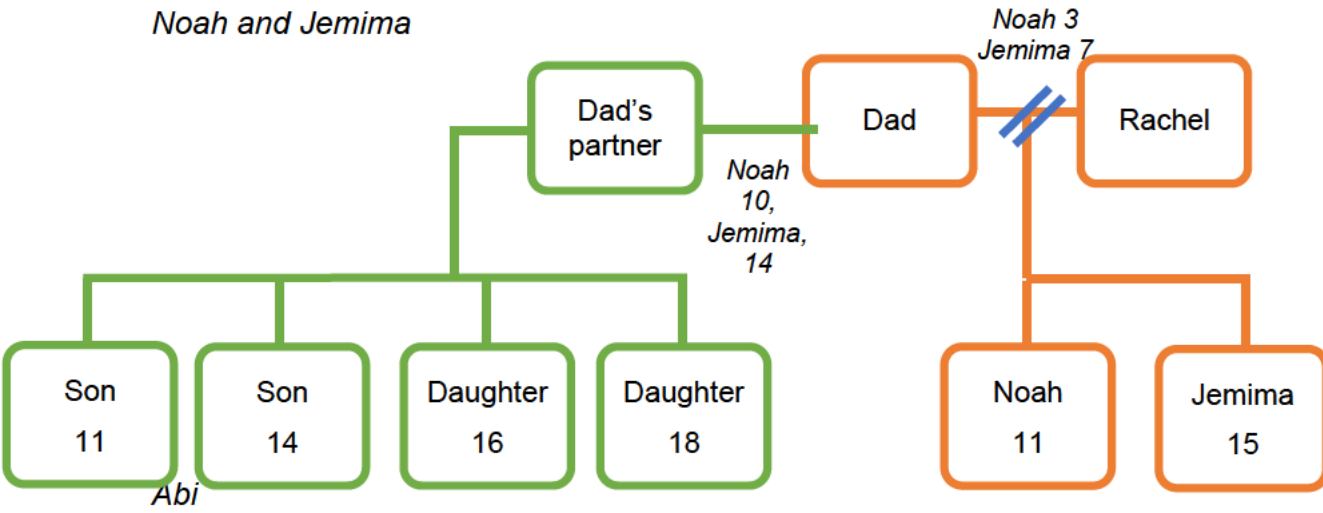 Noah and Jemima
Noah 3
Jemima 7
Dad's
partner
Dad
Rachel
Noah
10,
Jemima,
14
Son
11
Son
14
Daughter
16
Daughter
18
Noah
11
Jemima
15
Abi